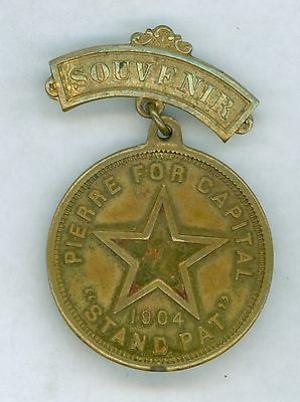 SOUVENIR
PIERRE FOR CAPITAL
1904
"STAND PAT"